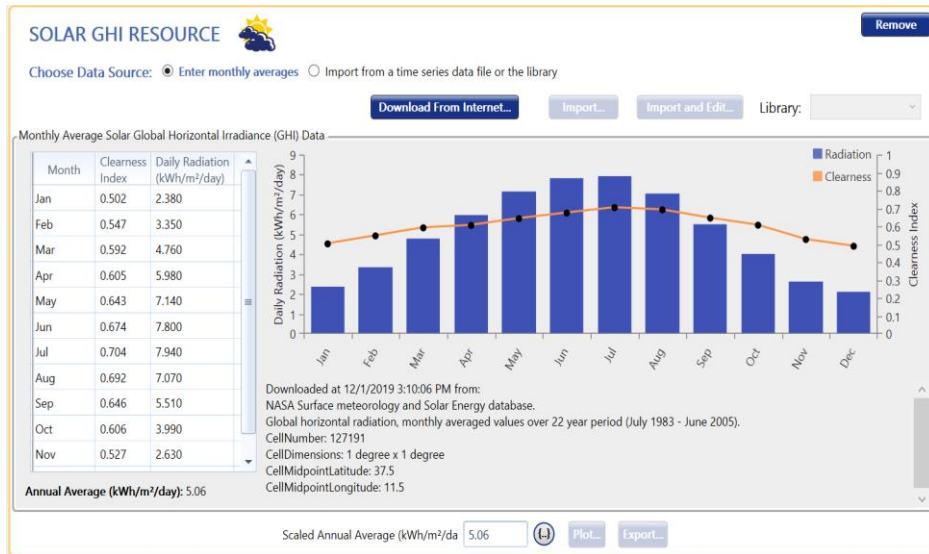 SOLAR GHI RESOURCE
Remove
Choose Data Source: Enter monthly averages Import from a time series data file or the library
Download From Internet... Import... Import and Edit... Library:
Monthly Average Solar Global Horizontal Irradiance (GHI) Data
Month Clearness Index Daily Radiation (kWh/m²/day)
Jan 0.502 2.380
Feb 0.547 3.350
Mar 0.592 4.760
Apr 0.605 5.980
May 0.643 7.140
Jun 0.674 7.800
Jul 0.704 7.940
Aug 0.692 7.070
Sep 0.646 5.510
Oct 0.606 3.990
Nov 0.527 2.630
Annual Average (kWh/m²/day): 5.06
Daily Radiation (kWh/m²/day)
9
8
7
6
5
4
3
2
1
0
Radiation
Clearness
1
0.9
0.8
0.7
0.6
0.5
0.4
0.3
0.2
0.1
0
Clearness Index
Jan Feb Mar Apr May Jun Jul Aug Sep Oct Nov Dec
Downloaded at 12/1/2019 3:10:06 PM from:
NASA Surface meteorology and Solar Energy database.
Global horizontal radiation, monthly averaged values over 22 year period (July 1983 - June 2005).
CellNumber: 127191
CellDimensions: 1 degree x 1 degree
CellMidpointLatitude: 37.5
CellMidpointLongitude: 11.5
Scaled Annual Average (kWh/m²/da 5.06 {..} Plot... Export...